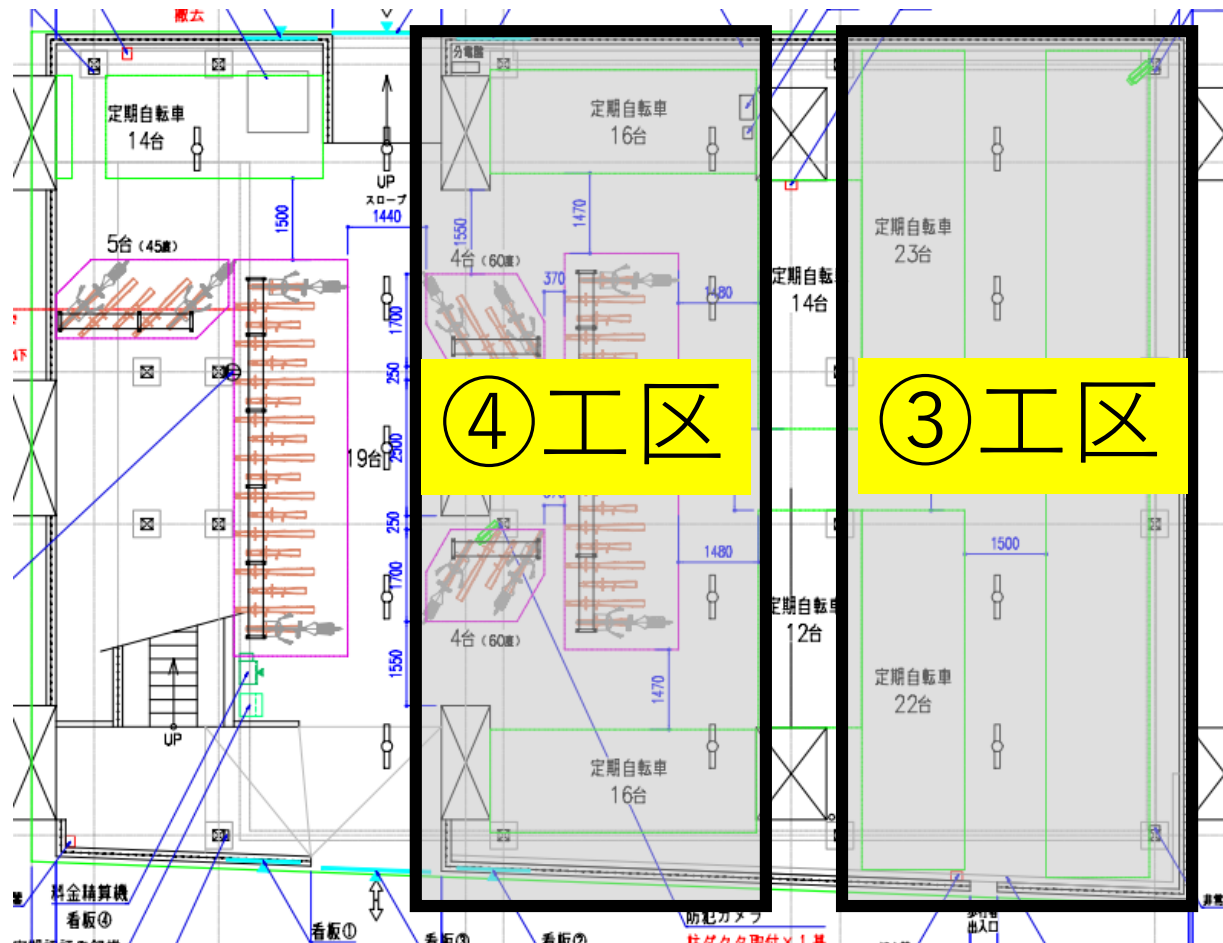 撤去
分電盤
定期自転車
14台
定期自転車
16台
UP
スロープ
1500
1440
1550
1470
定期自転車
23台
5台(45度)
4台(60度)
370
1480
定期自転
14台
1700
250
④工区
③工区
19台
2500
250
1480
1500
1700
定期自転車
12台
4台(60度)
1550
1470
定期自転車
22台
UP
定期自転車
16台
料金精算機
看板④
看板①
看板③
看板②
防犯カメラ
出入口
非常